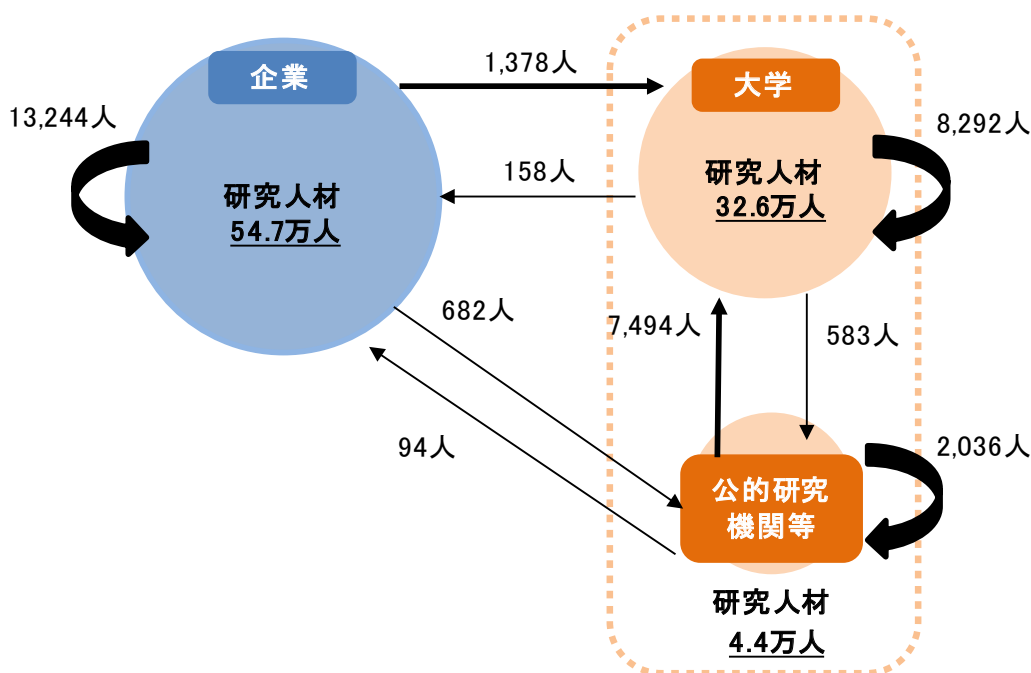 企業
1,378人
大学
13,244人
8,292人
研究人材
54.7万人
158人
研究人材
32.6万人
682人
7,494人
583人
94人
2,036人
公的研究
機関等
研究人材
4.4万人